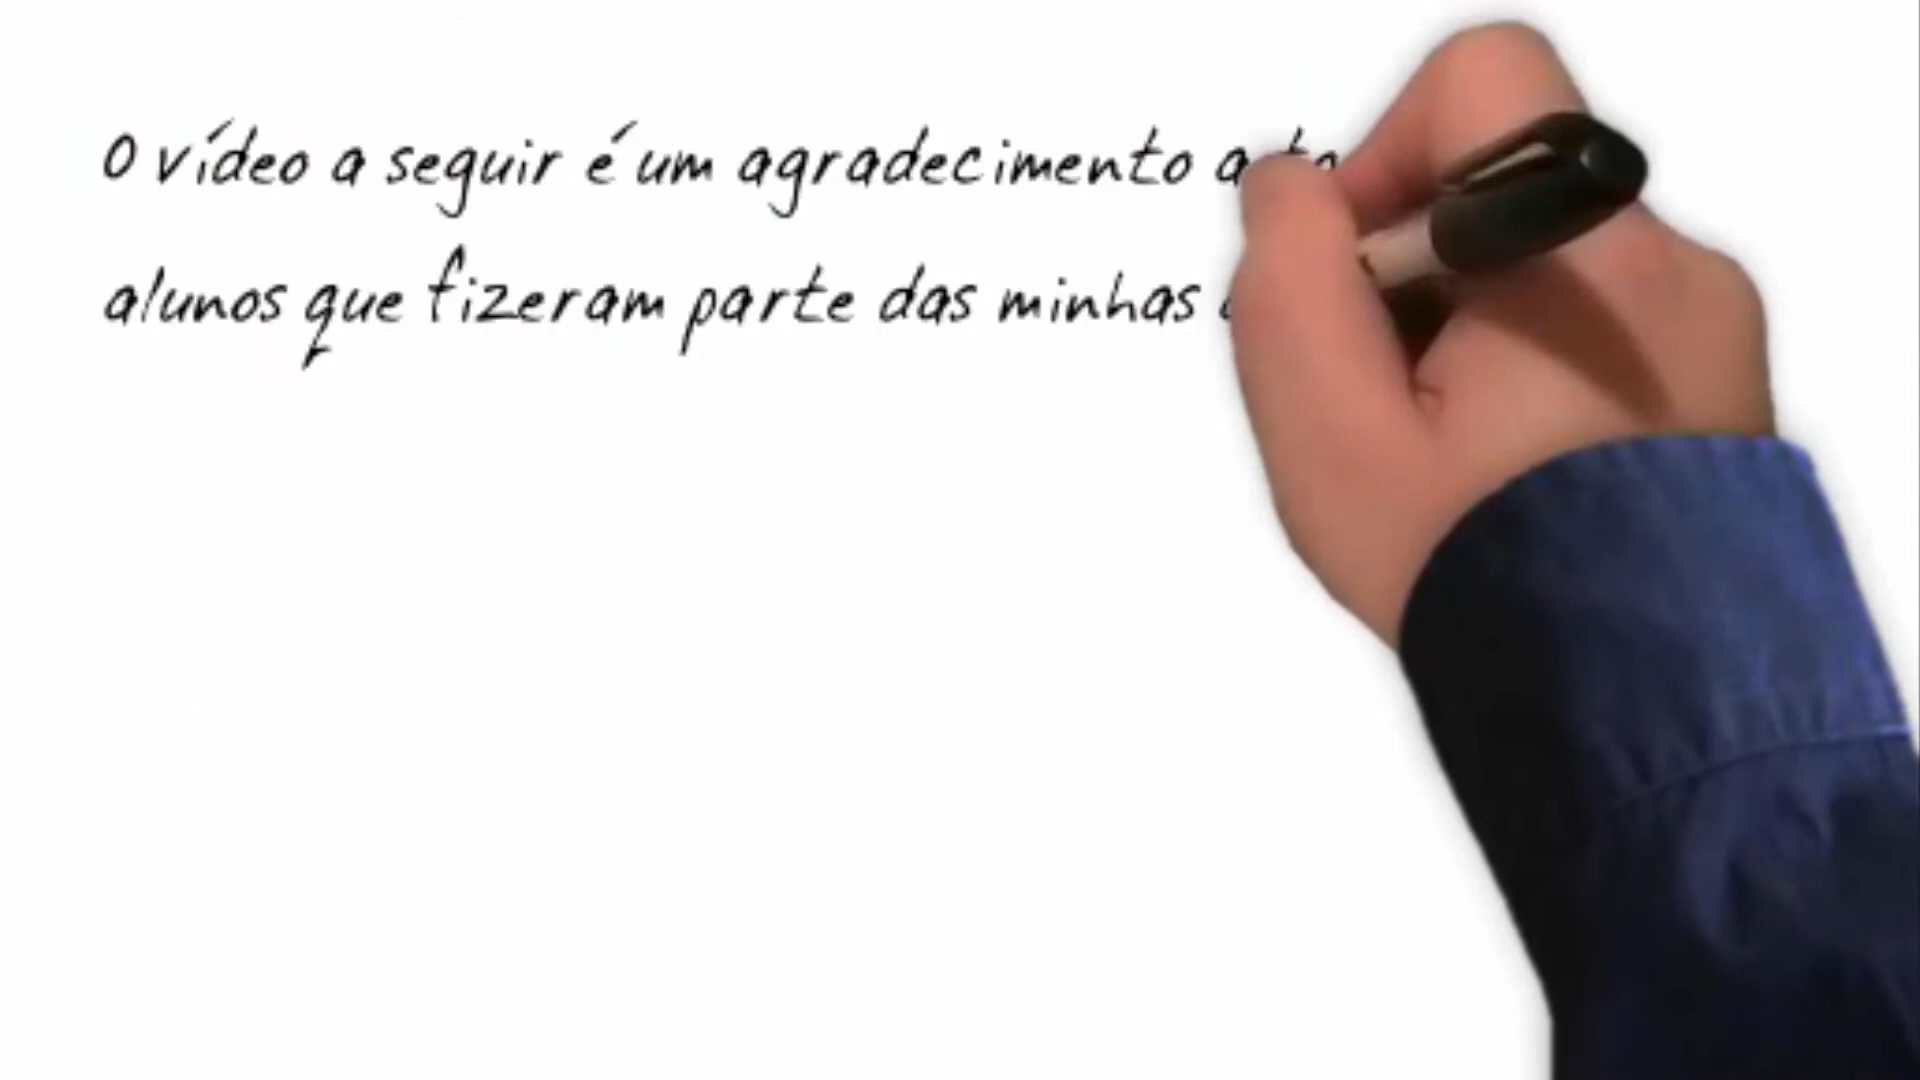 O vídeo a seguir é um agradecimento a
alunos que fizeram parte das minhas